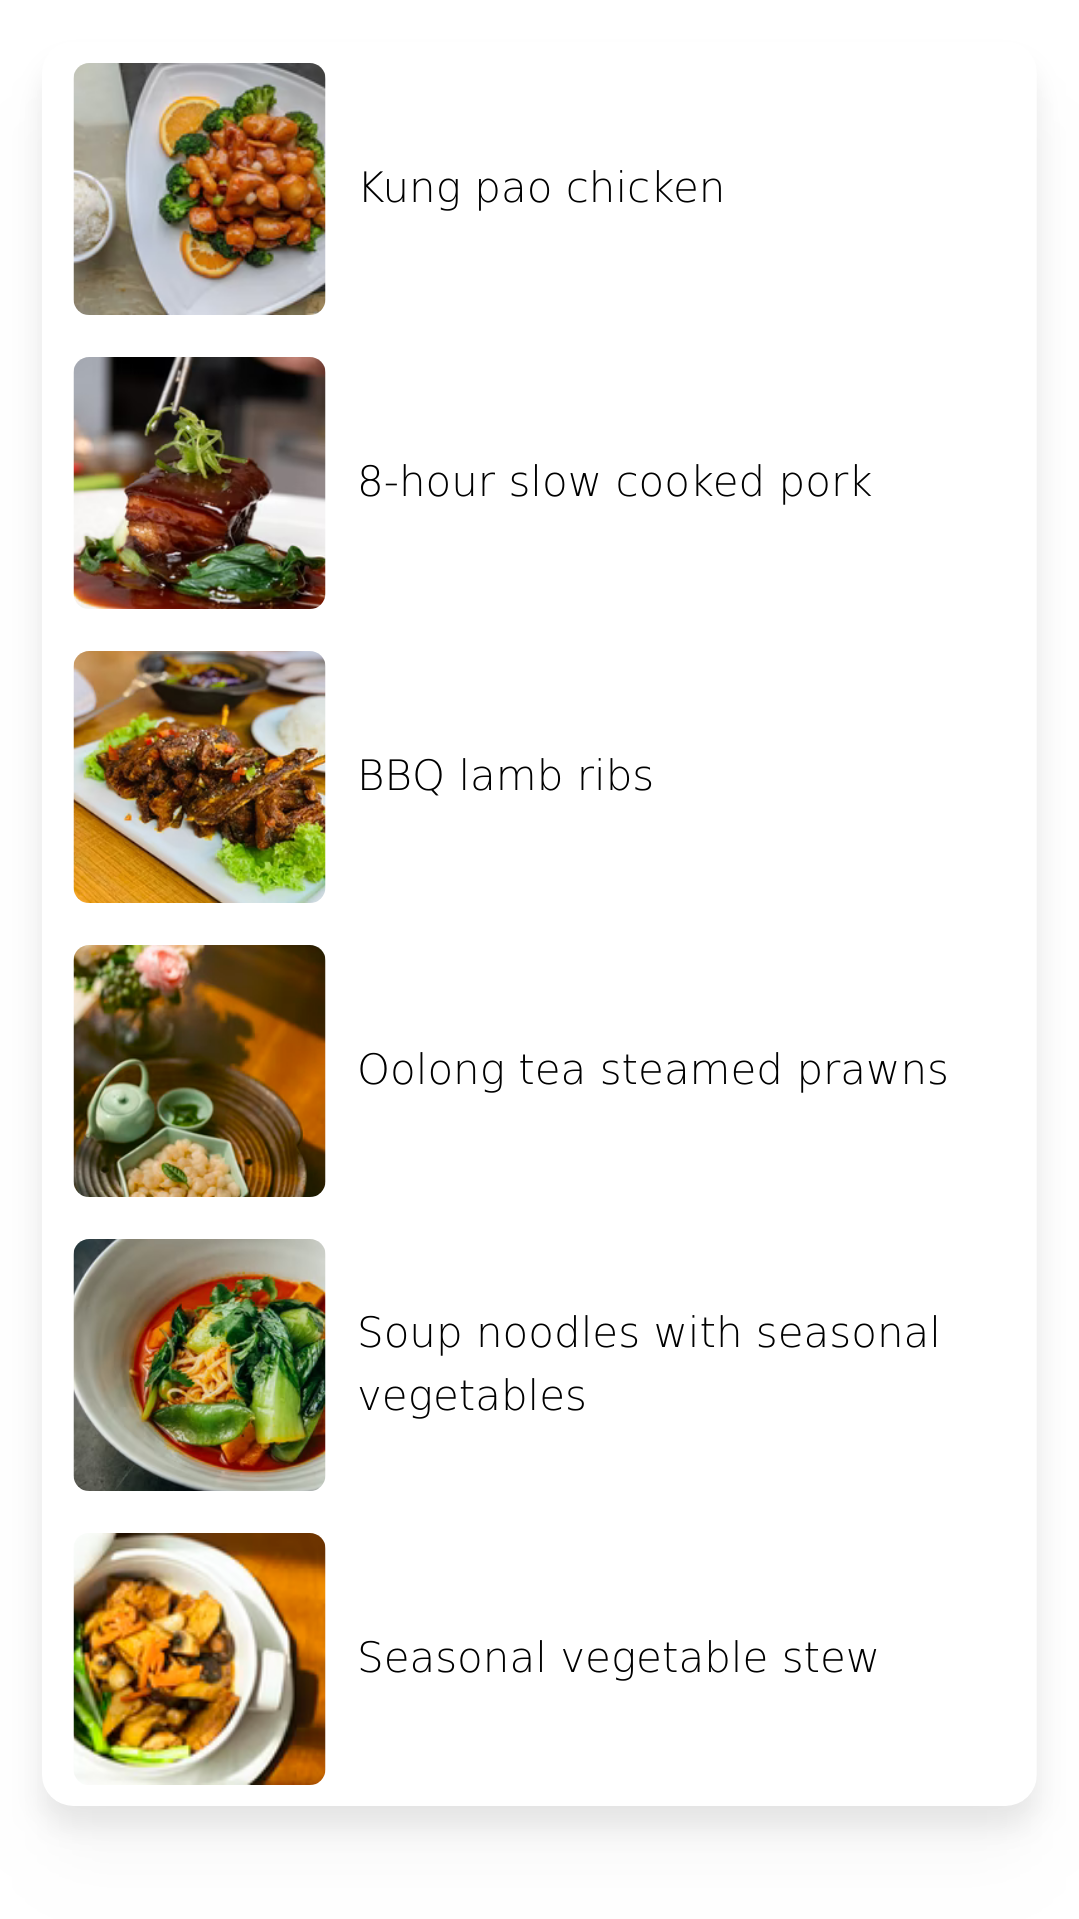 Kung pao chicken
8-hour slow cooked pork
BBQ lamb ribs
Oolong tea steamed prawns
Soup noodles with seasonal
vegetables
Seasonal vegetable stew